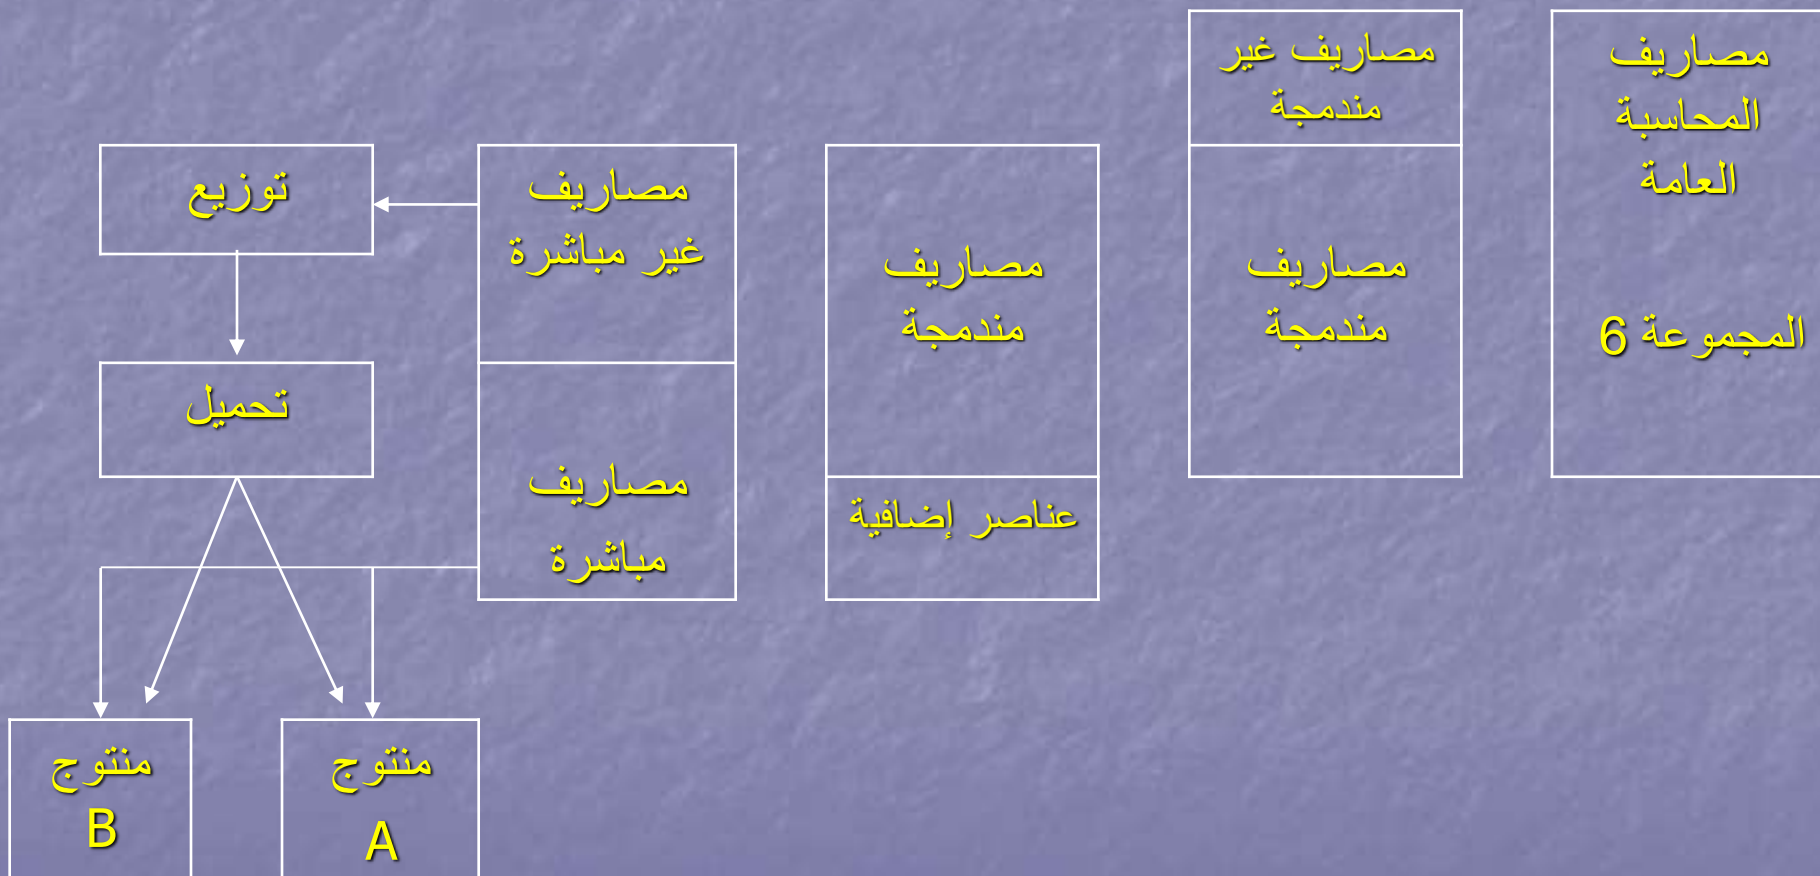 مصاريف
المحاسبة
العامة
المجموعة 6
مصاريف غير
مندمجة
مصاريف
مندمجة
مصاريف
مندمجة
عناصر إضافية
مصاريف
غير مباشرة
مصاريف
مباشرة
توزيع
تحميل
منتوج
A
منتوج
B